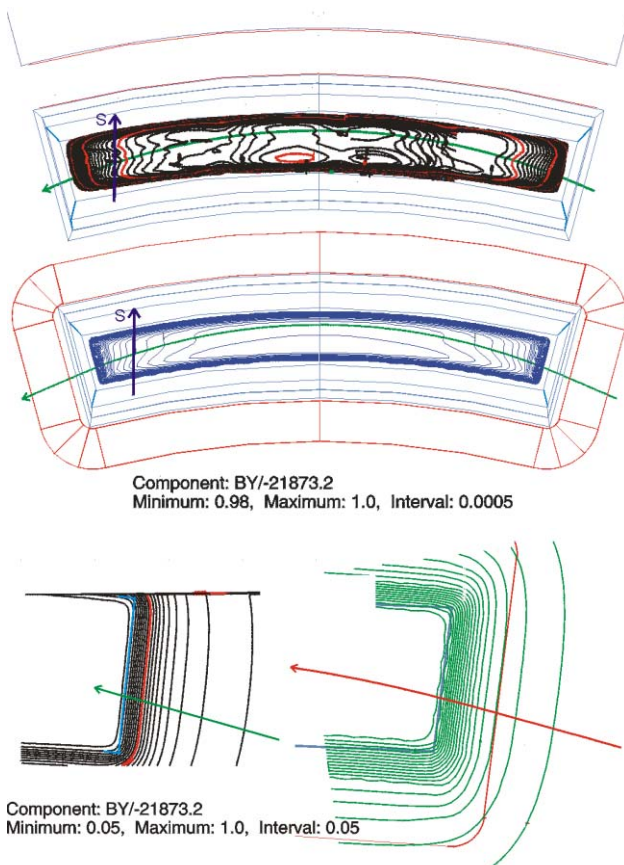 S
S
Component: BY/-21873.2
Minimum: 0.98, Maximum: 1.0, Interval: 0.0005
Component: BY/-21873.2
Minimum: 0.05, Maximum: 1.0, Interval: 0.05